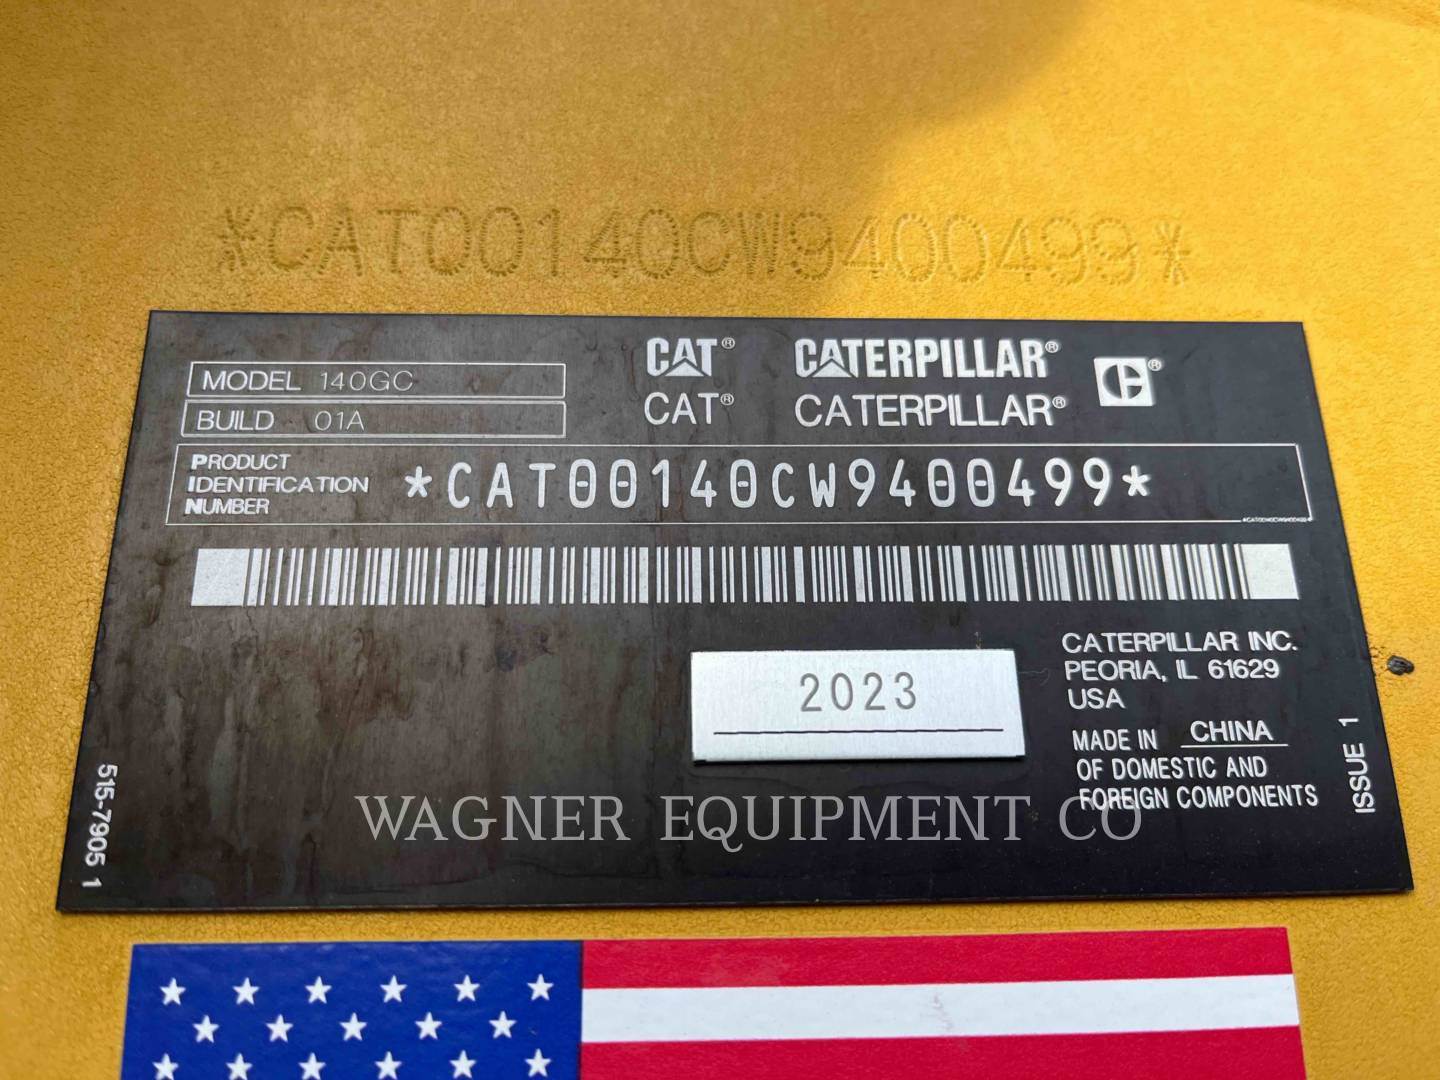 *CAT00140CW9400499*
MODEL 140GC
BUILD 01A
CAT® CATERPILLAR® C®
CAT® CATERPILLAR®
PRODUCT
IDENTIFICATION
NUMBER
*CAT00140CW9400499*
*CAT00140CW9400499*
2023
CATERPILLAR INC.
PEORIA, IL 61629
USA
MADE IN CHINA
OF DOMESTIC AND
FOREIGN COMPONENTS
ISSUE 1
515-7905 1
WAGNER EQUIPMENT CO